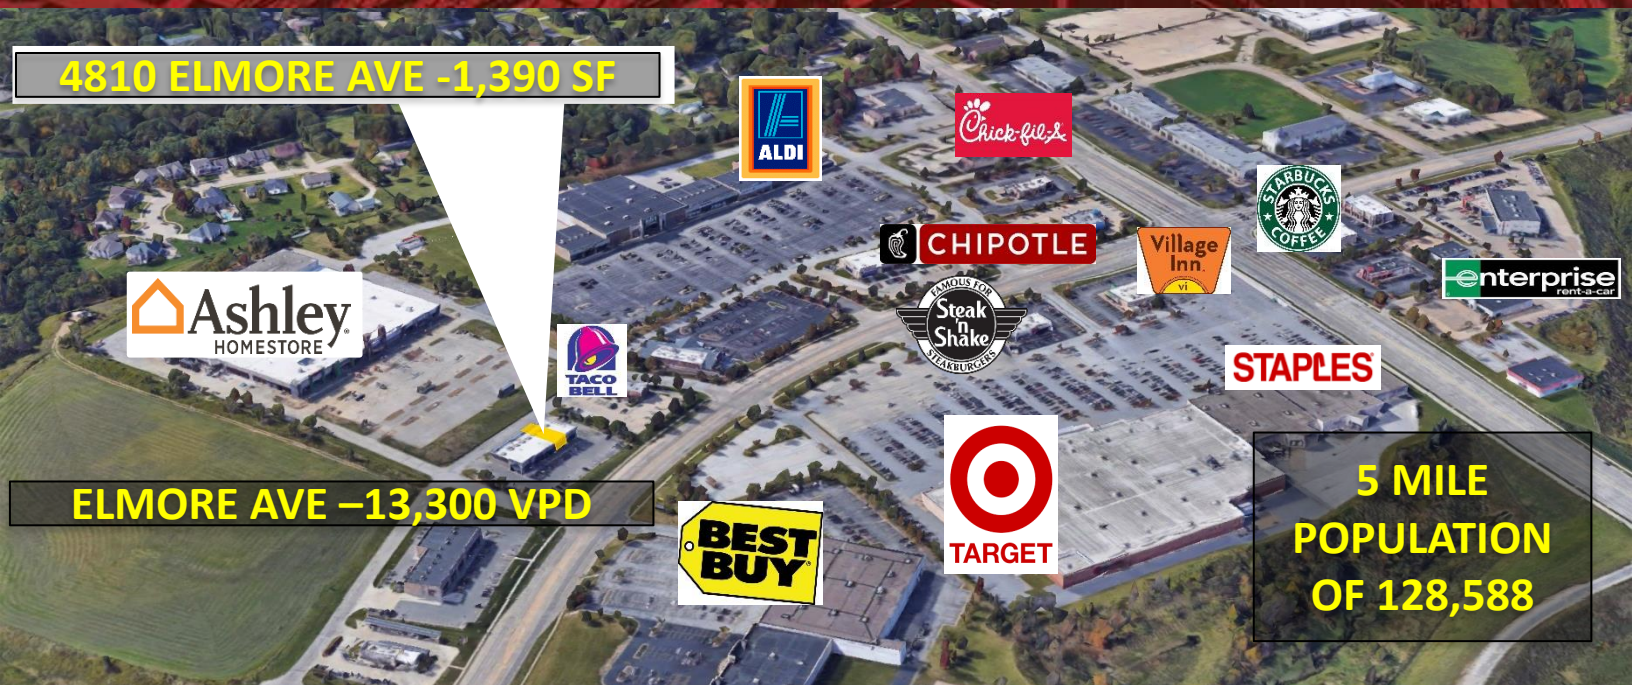 4810 ELMORE AVE -1,390 SF
ALDI
Chick-fil-A
STARBUCKS
COFFEE
CHIPOTLE
Village
Inn
vi
enterprise
rent-a-car
Ashley
HOMESTORE
FAMOUS FOR
Steak
'n
Shake
STEAKBURGERS
TACO
BELL
STAPLES
ELMORE AVE –13,300 VPD
BEST
BUY
TARGET
5 MILE
POPULATION
OF 128,588